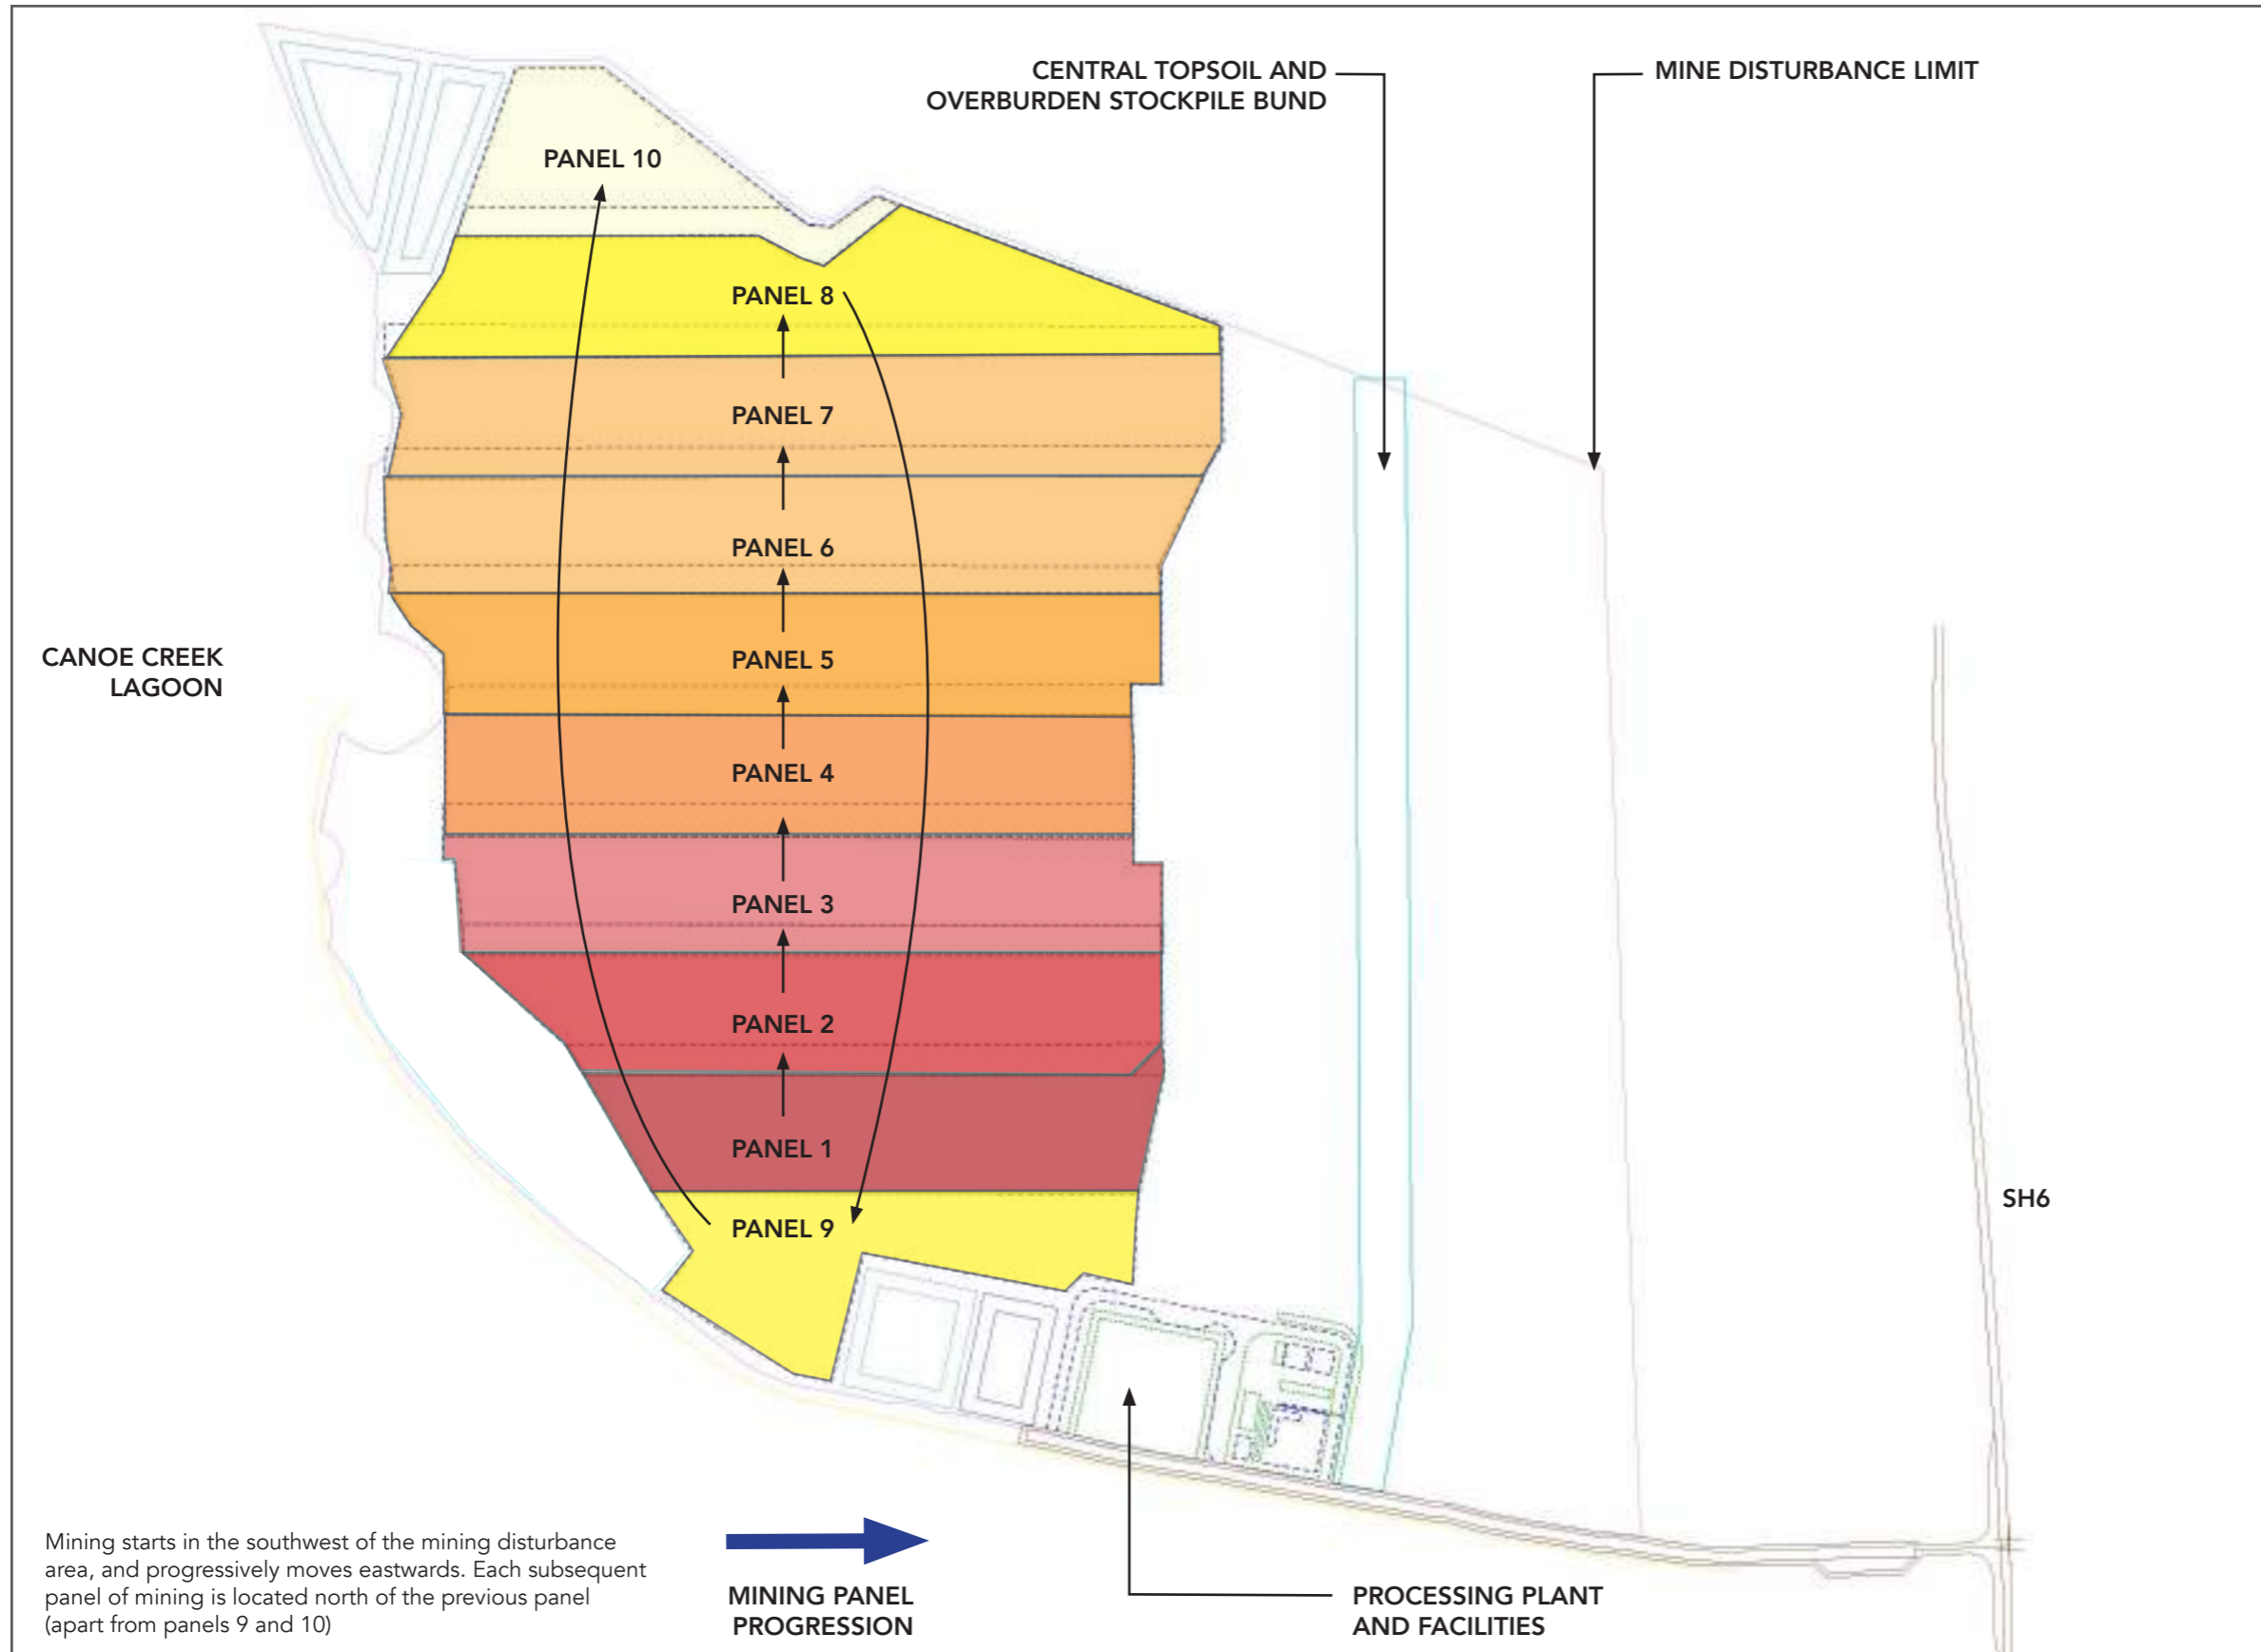 CENTRAL TOPSOIL AND
OVERBURDEN STOCKPILE BUND
MINE DISTURBANCE LIMIT
PANEL 10
PANEL 8
PANEL 7
PANEL 6
PANEL 5
PANEL 4
PANEL 3
PANEL 2
PANEL 1
PANEL 9
CANOE CREEK
LAGOON
SH6
Mining starts in the southwest of the mining disturbance
area, and progressively moves eastwards. Each subsequent
panel of mining is located north of the previous panel
(apart from panels 9 and 10)
MINING PANEL
PROGRESSION
PROCESSING PLANT
AND FACILITIES